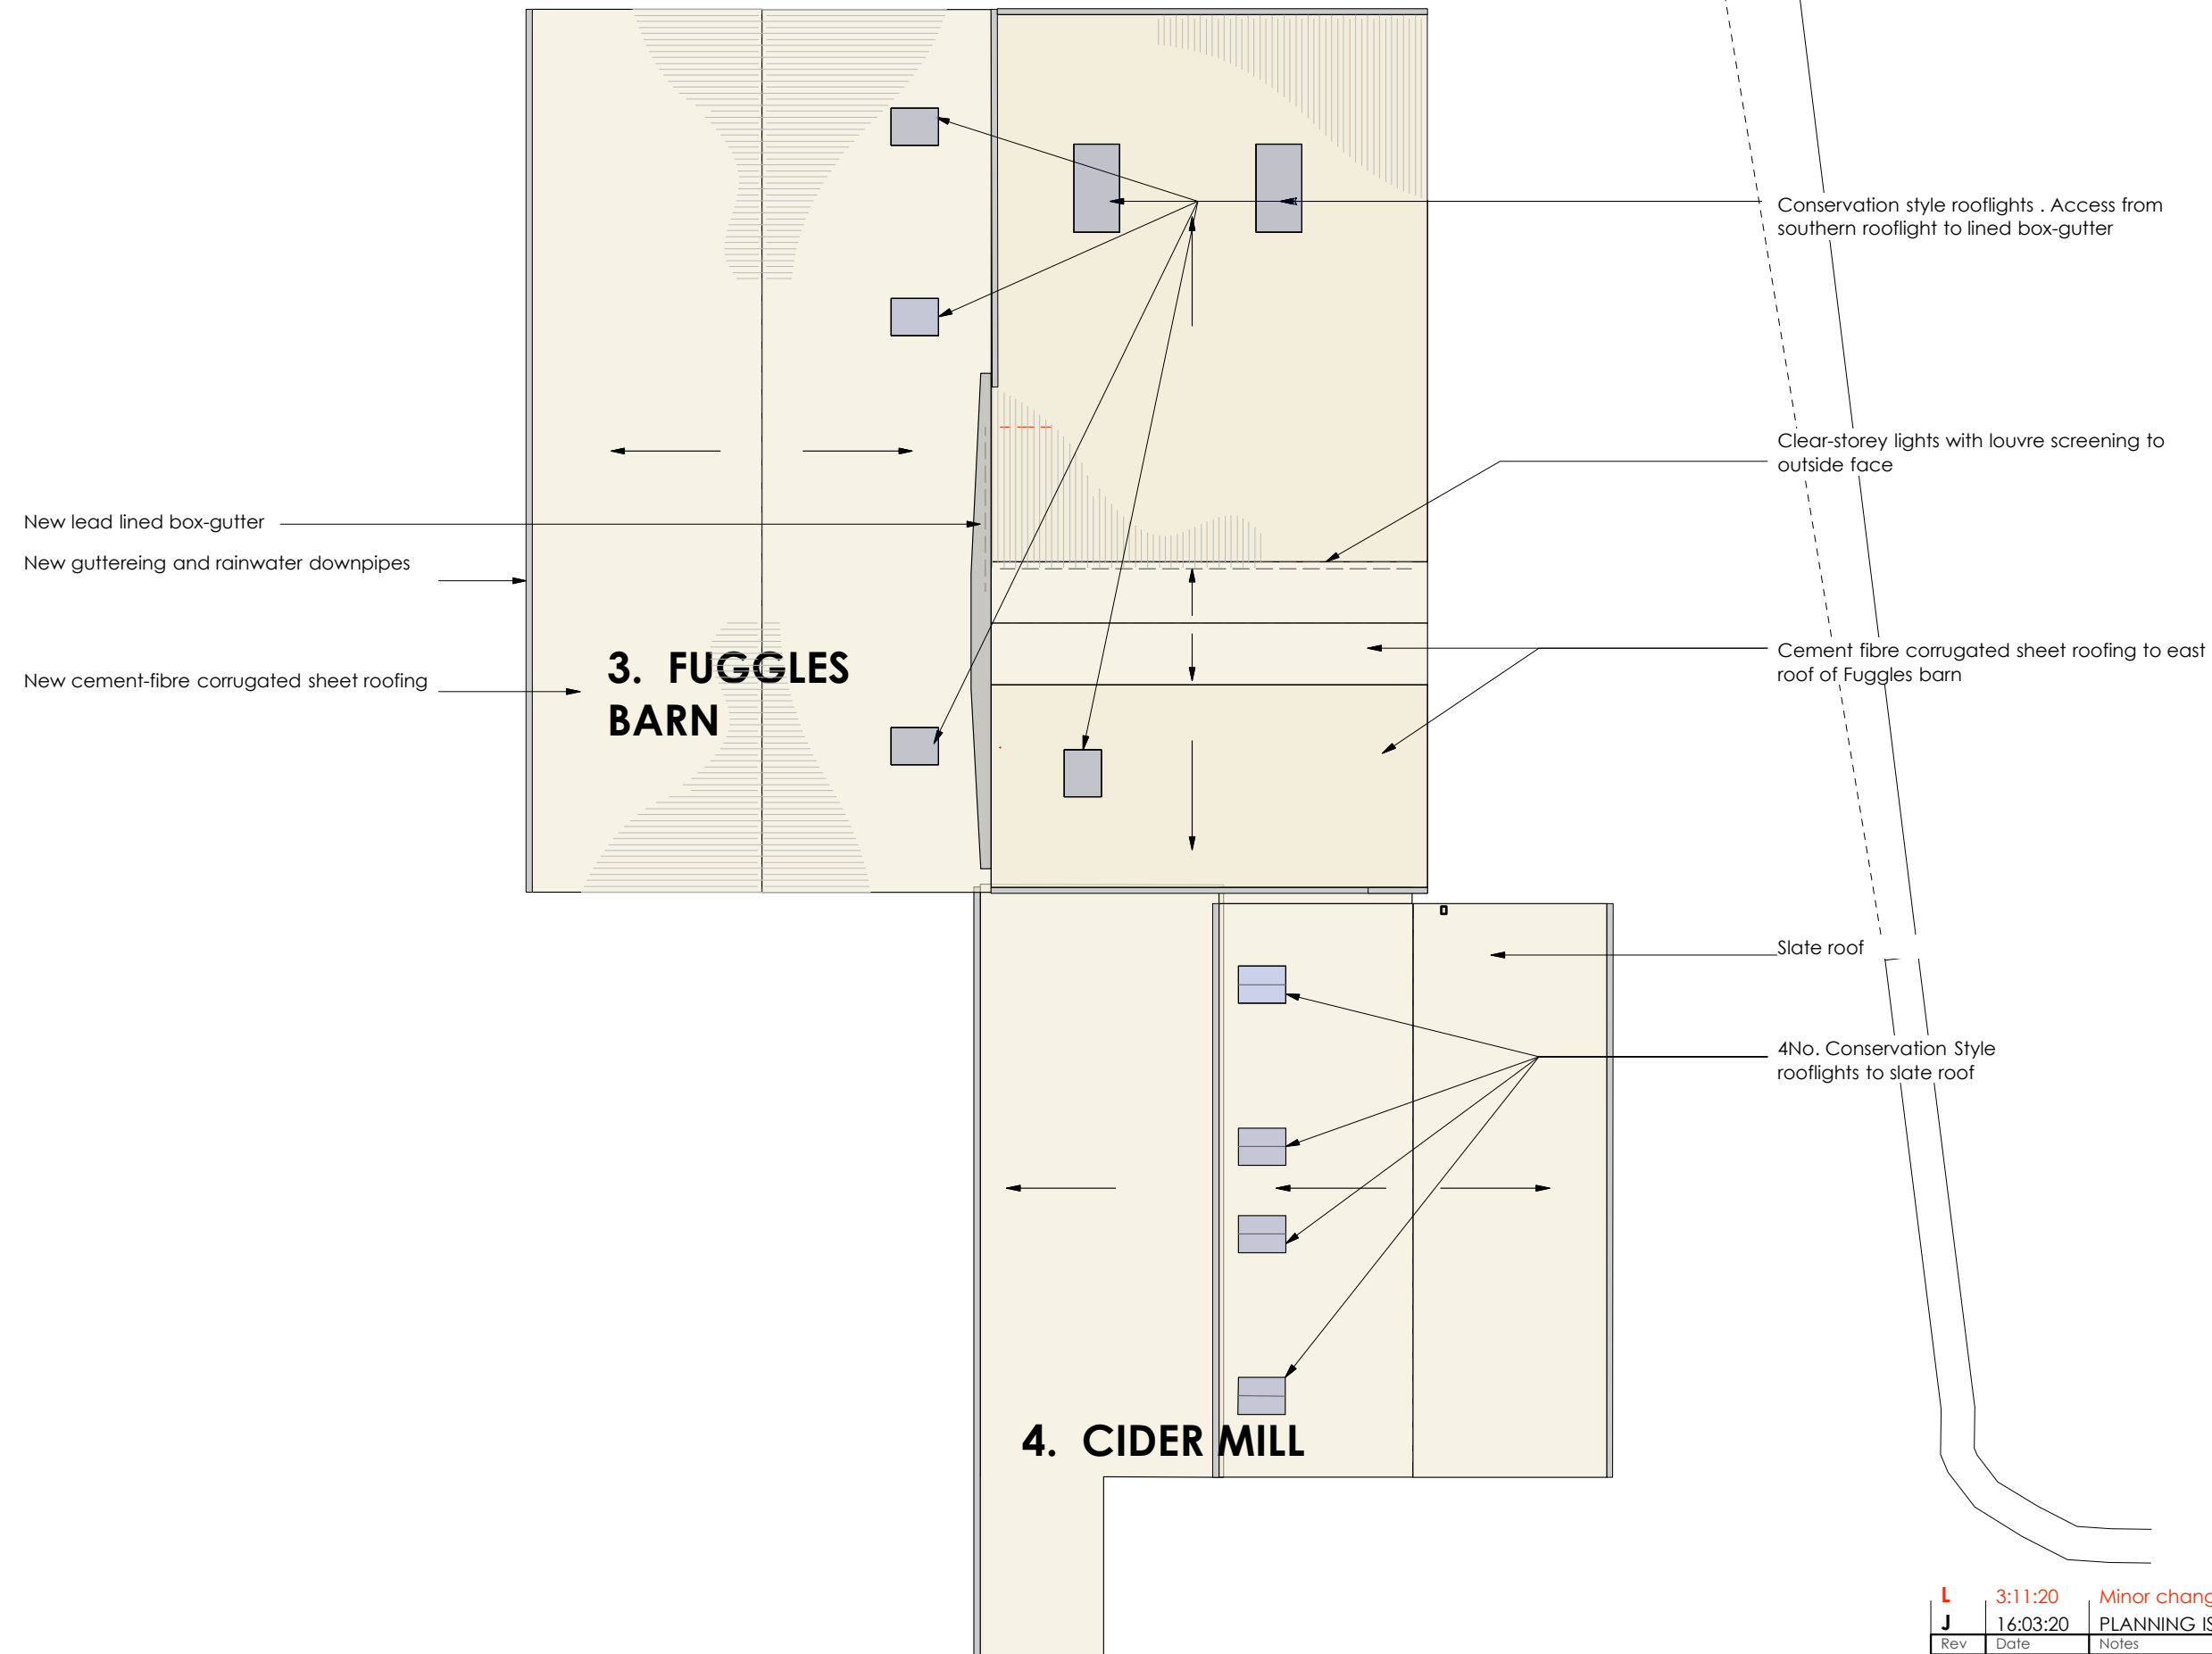 Conservation style rooflights . Access from
southern rooflight to lined box-gutter
Clear-storey lights with louvre screening to
outside face
New lead lined box-gutter
New guttereing and rainwater downpipes
Cement fibre corrugated sheet roofing to east
roof of Fuggles barn
New cement-fibre corrugated sheet roofing
3. FUGGLES
BARN
Slate roof
4No. Conservation Style
rooflights to slate roof
4. CIDER MILL
L 3:11:20 Minor chang
J 16:03:20 PLANNING IS
Rev Date Notes